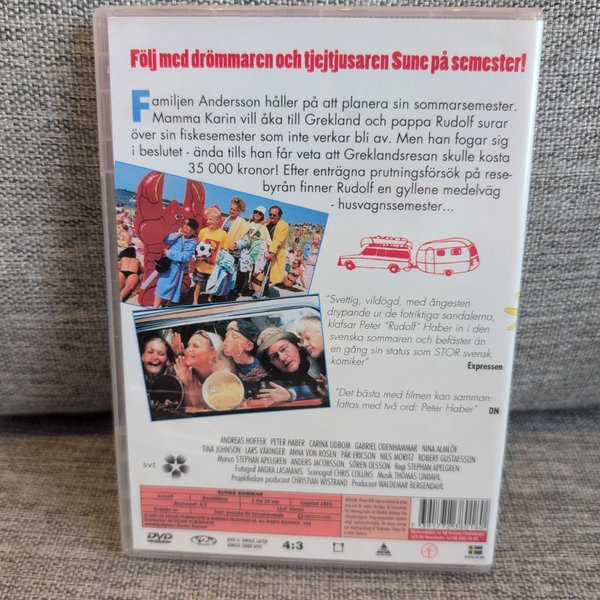 Följ med drömmaren och tjejtjusaren Sune på semester!
Familjen Andersson håller på att planera sin sommarsemester.
Mamma Karin vill åka till Grekland och pappa Rudolf surar
över sin fiskesemester som inte verkar bli av. Men han fogar sig
i beslutet - ända tills han får veta att Greklandsresan skulle kosta
35 000 kronor! Efter enträgna prutningsförsök på rese-
byrån finner Rudolf en gyllene medelväg
- husvagnssemester...
"Svettig, vildögd, med ångesten
drypande ur de fotriktiga sandalerna,
klafsar Peter "Rudolf" Haber in i den
svenska sommaren och befäster än
en gång sin status som STOR svensk
komiker"
Expressen
"Det bästa med filmen kan samman-
fattas med två ord: Peter Haber"
DN
ANDREAS HOFFER PETER HABER CARINA LIDBOM GABRIEL ODENHAMMAR NINA ALMLÖF
TINA JOHNSON LARS VÄRINGER ANNA VON ROSEN PÄR ERICSON NILS MORITZ ROBERT GUSTAFSSON
Manus STEPHAN APELGREN ANDERS JACOBSSON SÖREN OLSSON Regi STEPHAN APELGREN
Fotograf ANDRA LASMANIS Scenograf CHRIS COLLINS Musik THOMAS LINDAHL
Projektledare producent CHRISTIAN WIKSTRAND Producent WALDEMAR BERGENDAHL
svt
SUNES SOMMAR
DVD
4:3